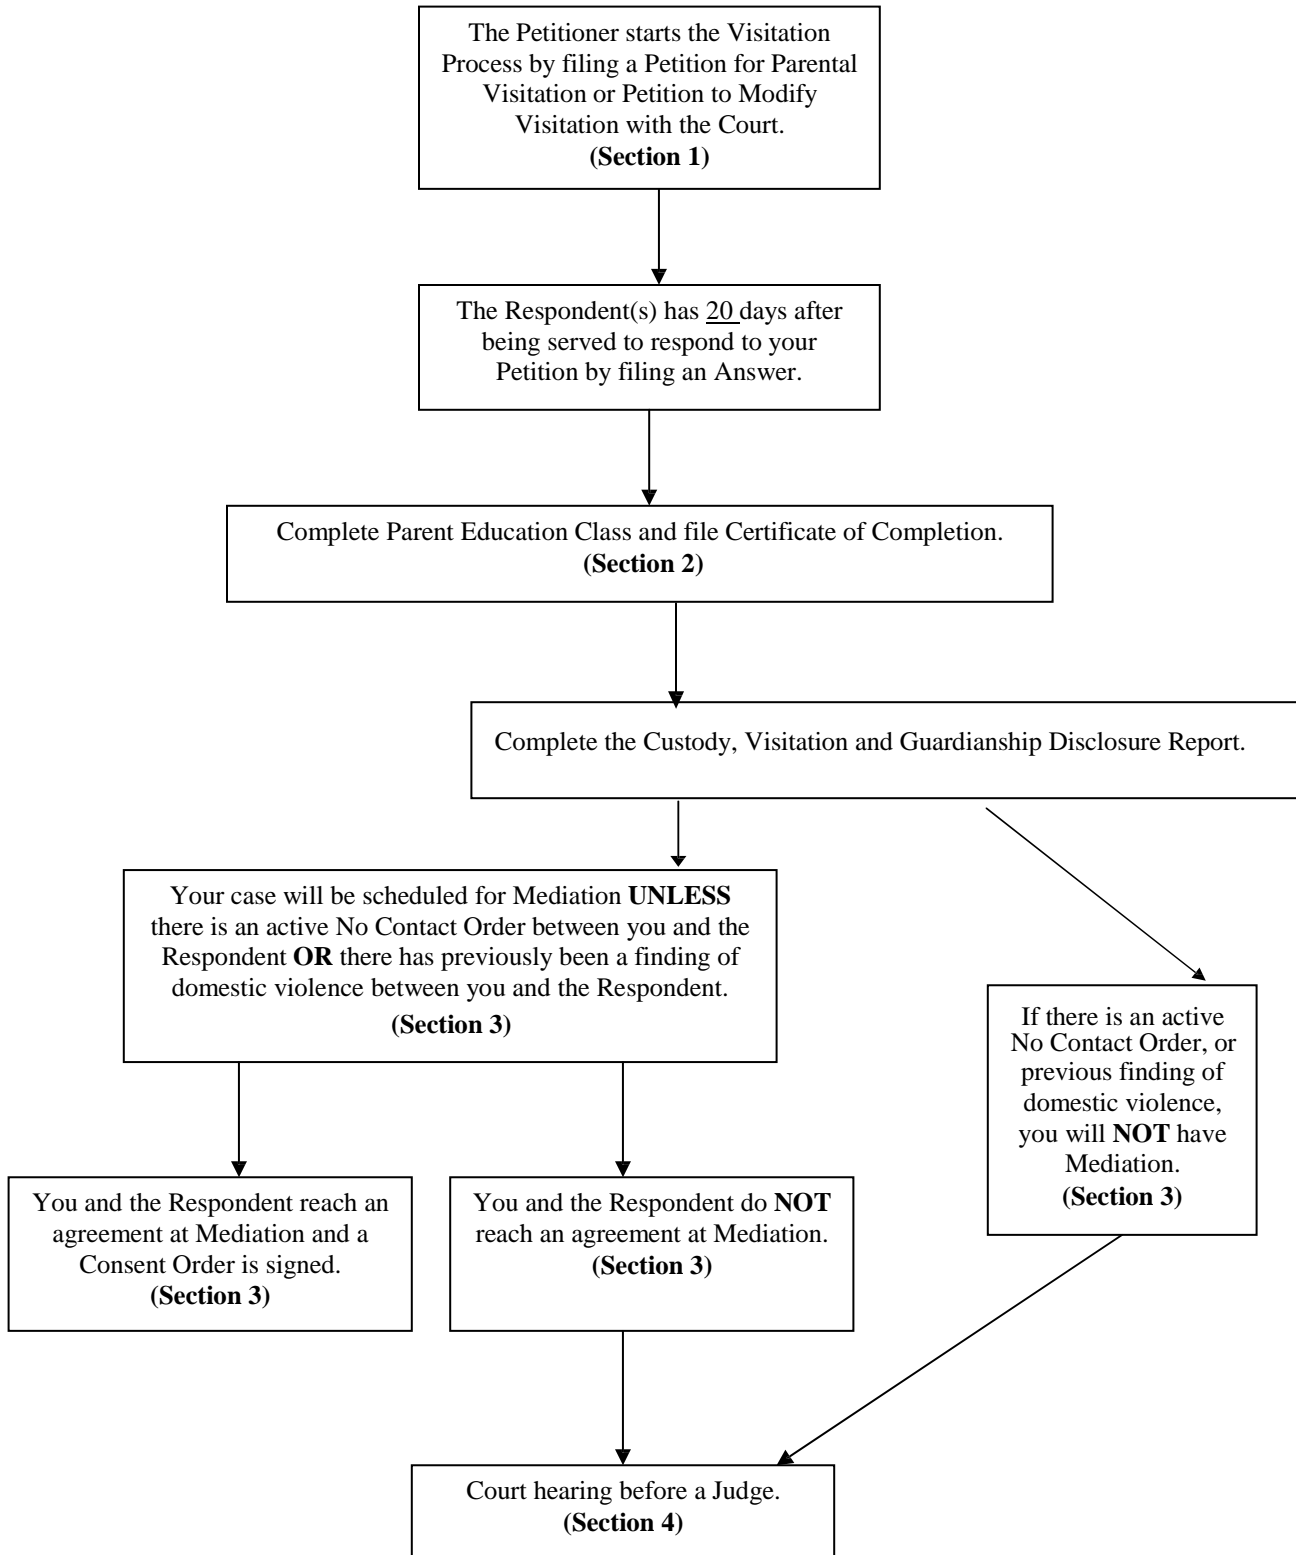 The Petitioner starts the Visitation
Process by filing a Petition for Parental
Visitation or Petition to Modify
Visitation with the Court.
(Section 1)
The Respondent(s) has 20 days after
being served to respond to your
Petition by filing an Answer.
Complete Parent Education Class and file Certificate of Completion.
(Section 2)
Complete the Custody, Visitation and Guardianship Disclosure Report.
Your case will be scheduled for Mediation UNLESS
there is an active No Contact Order between you and the
Respondent OR there has previously been a finding of
domestic violence between you and the Respondent.
(Section 3)
If there is an active
No Contact Order, or
previous finding of
domestic violence,
you will NOT have
Mediation.
(Section 3)
You and the Respondent reach an
agreement at Mediation and a
Consent Order is signed.
(Section 3)
You and the Respondent do NOT
reach an agreement at Mediation.
(Section 3)
Court hearing before a Judge.
(Section 4)